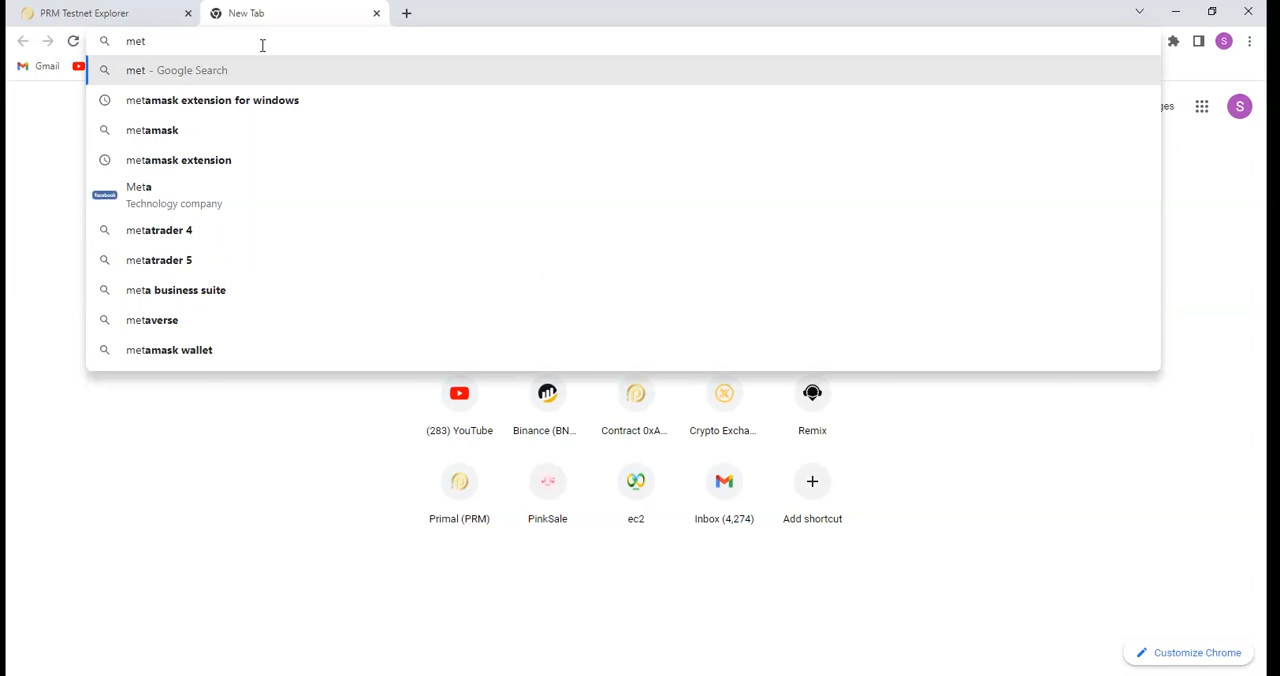 PRM Testnet Explorer
New Tab
met
Gmail
met - Google Search
metamask extension for windows
metamask
metamask extension
facebook
Meta
Technology company
metatrader 4
metatrader 5
meta business suite
metaverse
metamask wallet
S
S
(283) YouTube
Binance (BN...
Contract 0xA...
Crypto Excha...
Remix
Primal (PRM)
PinkSale
ec2
Inbox (4,274)
Add shortcut
Customize Chrome